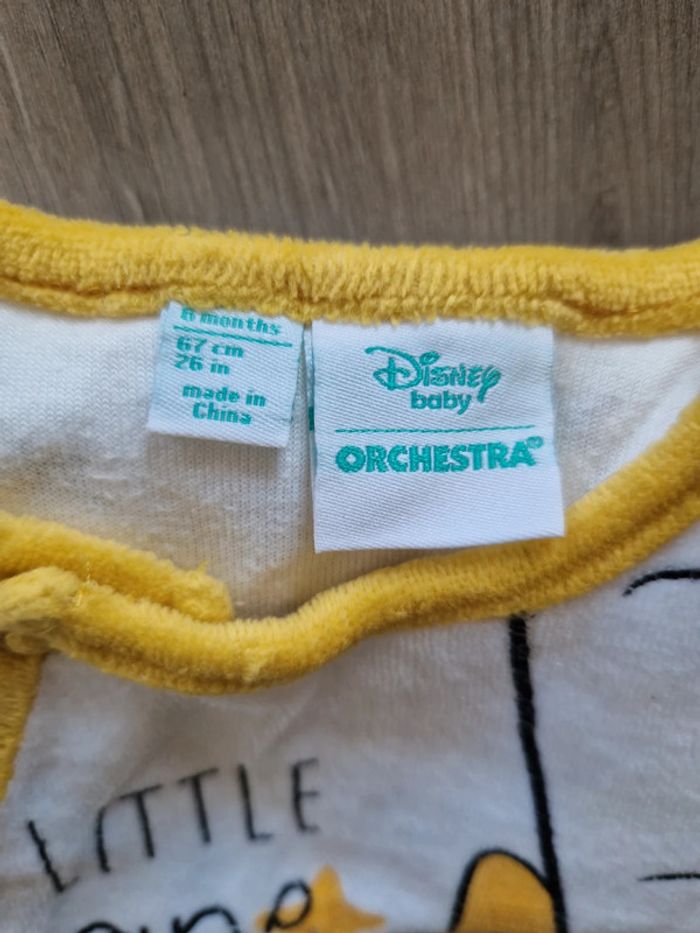 6 months
67 cm
26 in
made in
China
Disney
baby
ORCHESTRA®
LITTLE